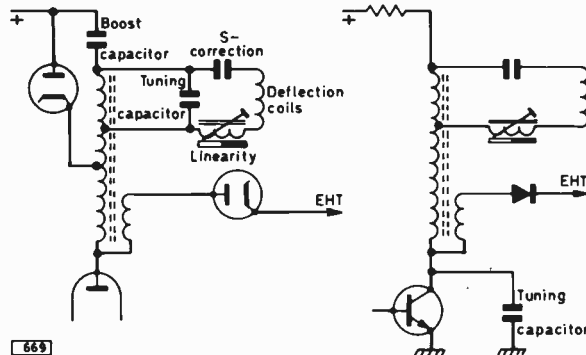 +
Boost
capacitor
S-
correction
Tuning
capacitor
Deflection
coils
Linearity
EHT
669
+
EHT
Tuning
capacitor